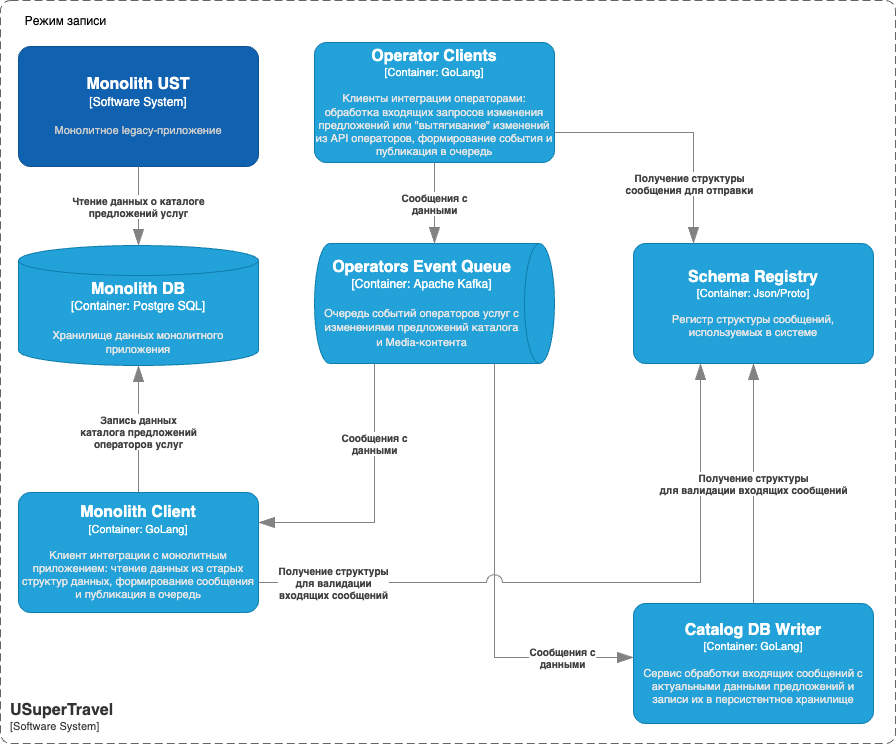 Режим записи
Monolith UST
[Software System]
Монолитное legacy-приложение
Operator Clients
[Container: GoLang]
Клиенты интеграции операторами:
обработка входящих запросов изменения
предложений или "вытягивание" изменений
из API операторов, формирование события и
публикация в очередь
Чтение данных о каталоге
предложений услуг
Сообщения с
данными
Получение структуры
сообщения для отправки
Monolith DB
[Container: Postgre SQL]
Хранилище данных монолитного
приложения
Operators Event Queue
[Container: Apache Kafka]
Очередь событий операторов услуг с
изменениями предложений каталога
и Media-контента
Schema Registry
[Container: Json/Proto]
Регистр структуры сообщений,
используемых в системе
Запись данных
каталога предложений
операторов услуг
Сообщения с
данными
Получение структуры
для валидации входящих сообщений
Monolith Client
[Container: GoLang]
Клиент интеграции с монолитным
приложением: чтение данных из старых
структур данных, формирование сообщения
и публикация в очередь
Получение структуры
для валидации
входящих сообщений
Сообщения с
данными
Catalog DB Writer
[Container: GoLang]
Сервис обработки входящих сообщений с
актуальными данными предложений и
записи их в персистентное хранилище
USuperTravel
[Software System]